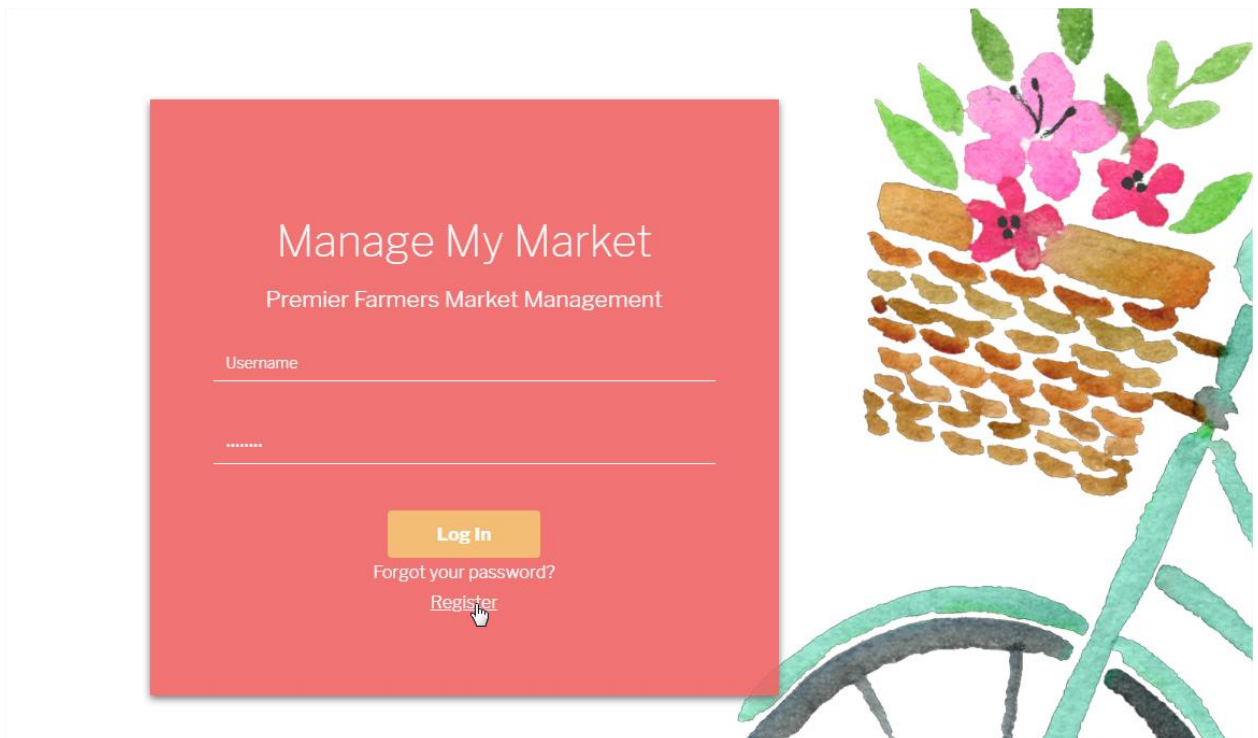 Manage My Market
Premier Farmers Market Management
Username
........
Log In
Forgot your password?
Register